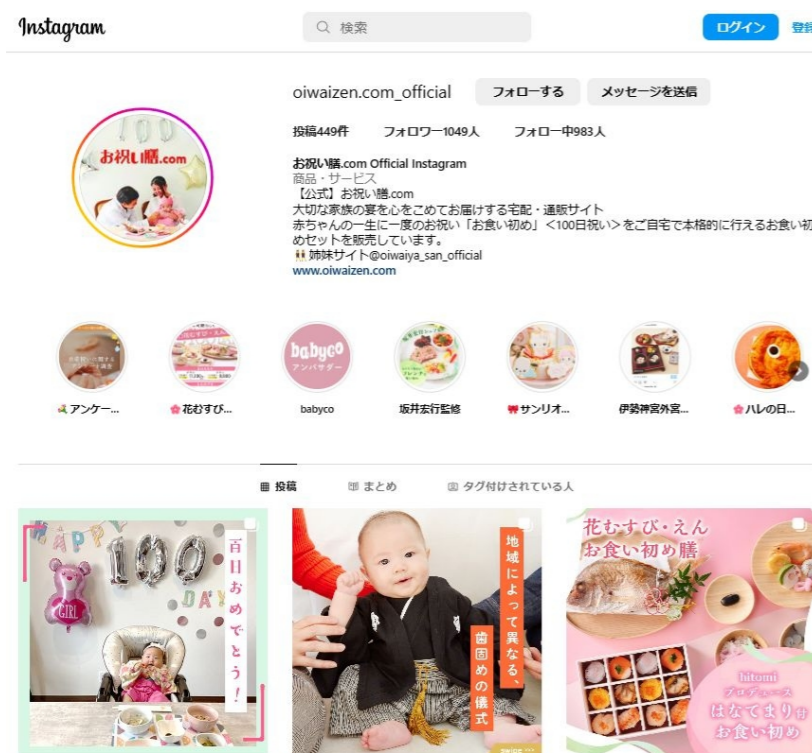 Instagram
検索
ログイン
登録
oiwaizen.com_official
フォローする
メッセージを送信
投稿449件 フォロワー1049人 フォロー中983人
お祝い膳.com Official Instagram
商品・サービス
【公式】お祝い膳.com
大切な家族の宴を心をこめてお届けする宅配・通販サイト
赤ちゃんの一生に一度のお祝い「お食い初め」＜100日祝い＞をご自宅で本格的に行えるお食い初
めセットを販売しています。
姉妹サイト@oiwaiya_san_official
www.oiwaizen.com
お祝い膳.com
babyco
アンバサダー
アンケー...
花むすび...
babyco
坂井宏行監修
サンリオ...
伊勢神宮外宮...
ハレの日...
投稿
まとめ
タグ付けされている人
HAPPY
100
DAY
GIRL
百日おめでとう！
地域によって異なる、
歯固めの儀式
花むすび・えん
お食い初め膳
hitomi
プロデュース
はなてまり付
お食い初め